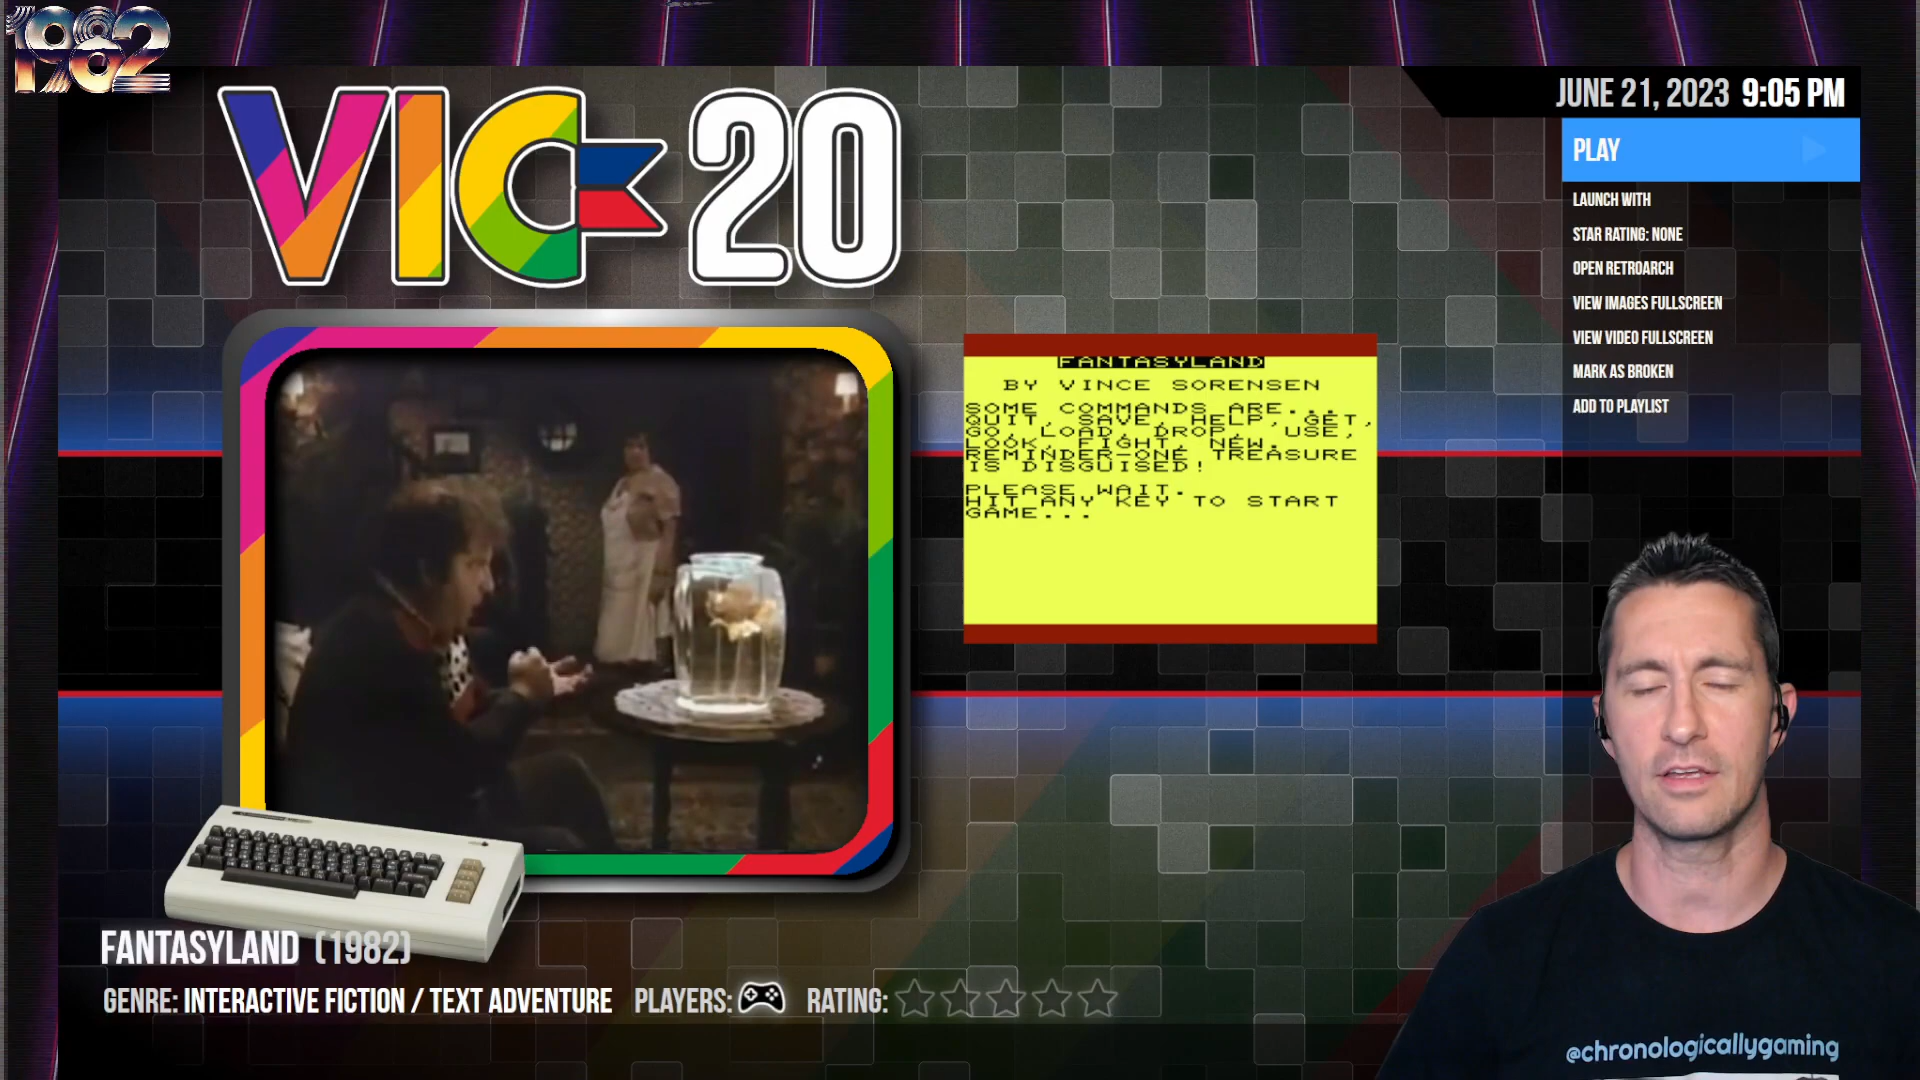 1982
VIC 20
JUNE 21, 2023 9:05 PM
PLAY
LAUNCH WITH
STAR RATING: NONE
OPEN RETROARCH
VIEW IMAGES FULLSCREEN
VIEW VIDEO FULLSCREEN
MARK AS BROKEN
ADD TO PLAYLIST
FANTASYLAND
BY VINCE SORENSEN
SOME COMMANDS ARE...
QUIT, SAVE, HELP, GET,
GO, LOAD, DROP, USE,
LOOK, FIGHT, NEW.
REMINDER-ONE TREASURE
IS DISGUISED!
PLEASE WAIT.
HIT ANY KEY TO START
GAME...
FANTASYLAND (1982)
GENRE: INTERACTIVE FICTION / TEXT ADVENTURE PLAYERS: RATING:
@chronologicallygaming